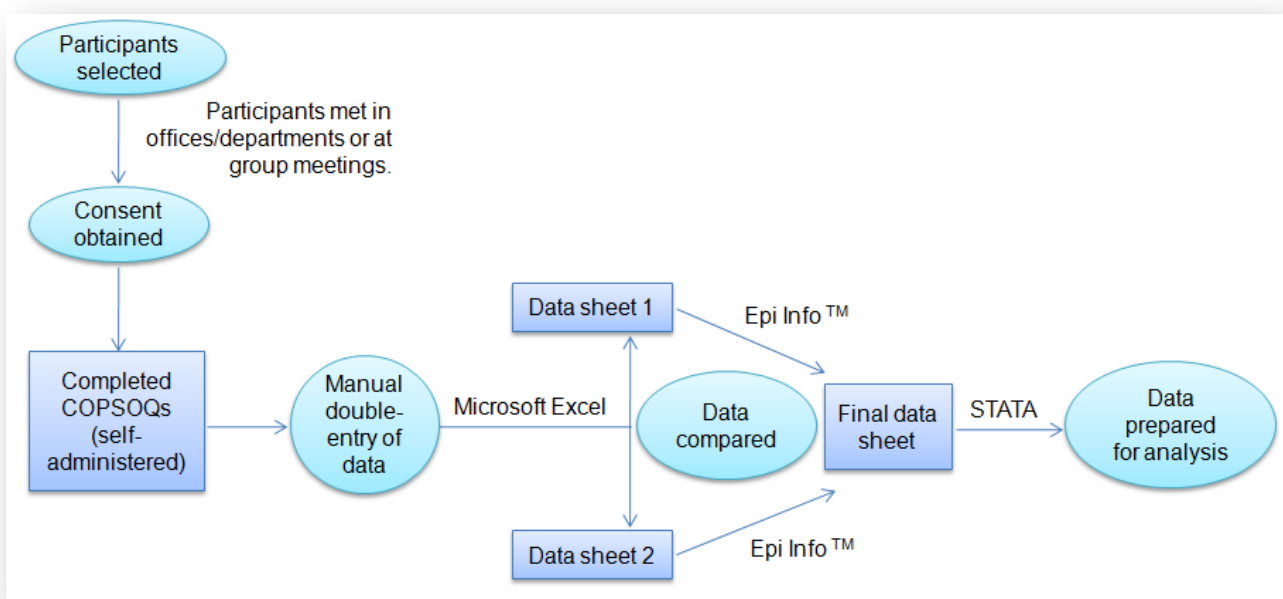 Participants
selected
Participants met in
offices/departments or at
group meetings.
Consent
obtained
Completed
COPSOQs
(self-
administered)
Manual
double-
entry of
data
Microsoft Excel
Data sheet 1
Data sheet 2
Epi Info TM
Epi Info TM
Data
compared
Final data
sheet
STATA
Data
prepared
for analysis